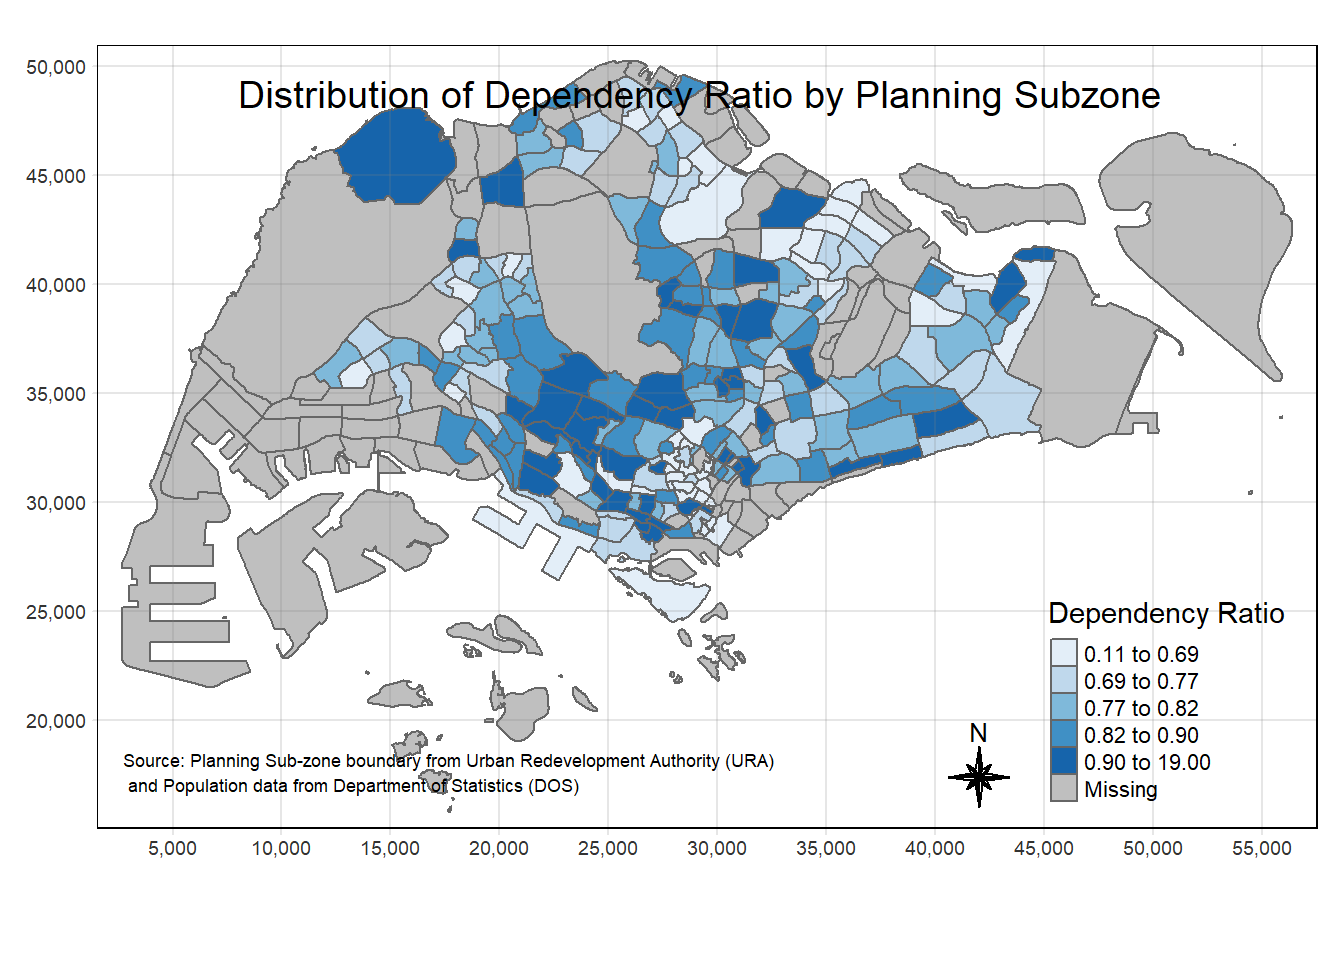 Distribution of Dependency Ratio by Planning Subzone
50,000
45,000
40,000
35,000
30,000
25,000
20,000
Dependency Ratio
0.11 to 0.69
0.69 to 0.77
0.77 to 0.82
0.82 to 0.90
0.90 to 19.00
Missing
N
Source: Planning Sub-zone boundary from Urban Redevelopment Authority (URA)
and Population data from Department of Statistics (DOS)
5,000 10,000 15,000 20,000 25,000 30,000 35,000 40,000 45,000 50,000 55,000